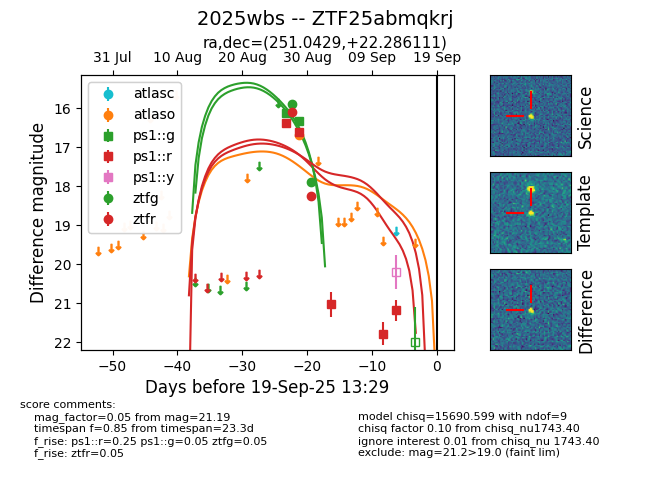 2025wbs -- ZTF25abmqkrj
ra,dec=(251.0429,+22.286111)
31 Jul 10 Aug 20 Aug 30 Aug 09 Sep 19 Sep
Difference magnitude
16
17
18
19
20
21
22
atlasc
atlaso
ps1::g
ps1::r
ps1::y
ztfg
ztfr
−50 −40 −30 −20 −10 0
Days before 19-Sep-25 13:29
Science
Template
Difference
score comments:
mag_factor=0.05 from mag=21.19
timespan f=0.85 from timespan=23.3d
f_rise: ps1::r=0.25 ps1::g=0.05 ztfg=0.05
f_rise: ztfr=0.05
model chisq=15690.599 with ndof=9
chisq factor 0.10 from chisq_nu1743.40
ignore interest 0.01 from chisq_nu 1743.40
exclude: mag=21.2>19.0 (faint lim)